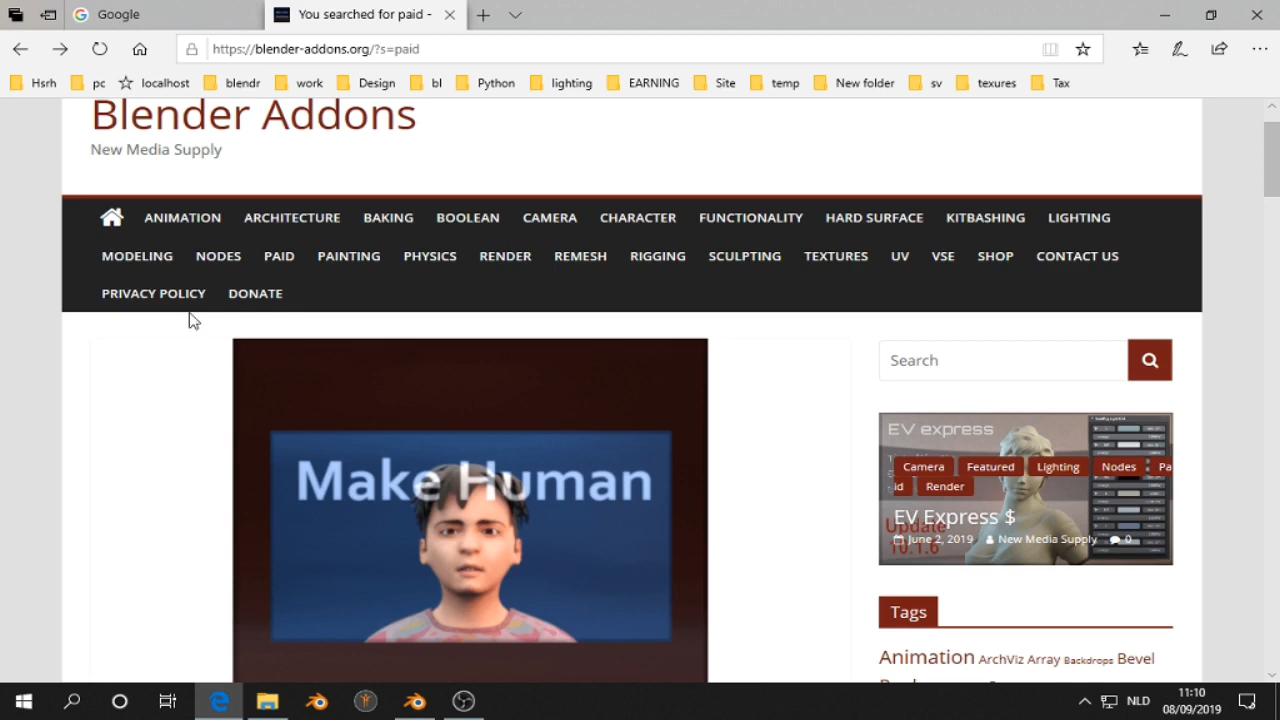 Google
You searched for paid -
https://blender-addons.org/?s=paid
Hsrh pc localhost blendr work Design bl Python lighting EARNING Site temp New folder sv texures Tax
Blender Addons
New Media Supply
ANIMATION ARCHITECTURE BAKING BOOLEAN CAMERA CHARACTER FUNCTIONALITY HARD SURFACE KITBASHING LIGHTING
MODELING NODES PAID PAINTING PHYSICS RENDER REMESH RIGGING SCULPTING TEXTURES UV VSE SHOP CONTACT US
PRIVACY POLICY DONATE
Make Human
Search
EV express
Camera Featured Lighting Nodes Pa
id Render
EV Express $
Update
June 2, 2019 New Media Supply 0
10.1.6
Tags
Animation ArchViz Array Backdrops Bevel
NLD
11:10
08/09/2019